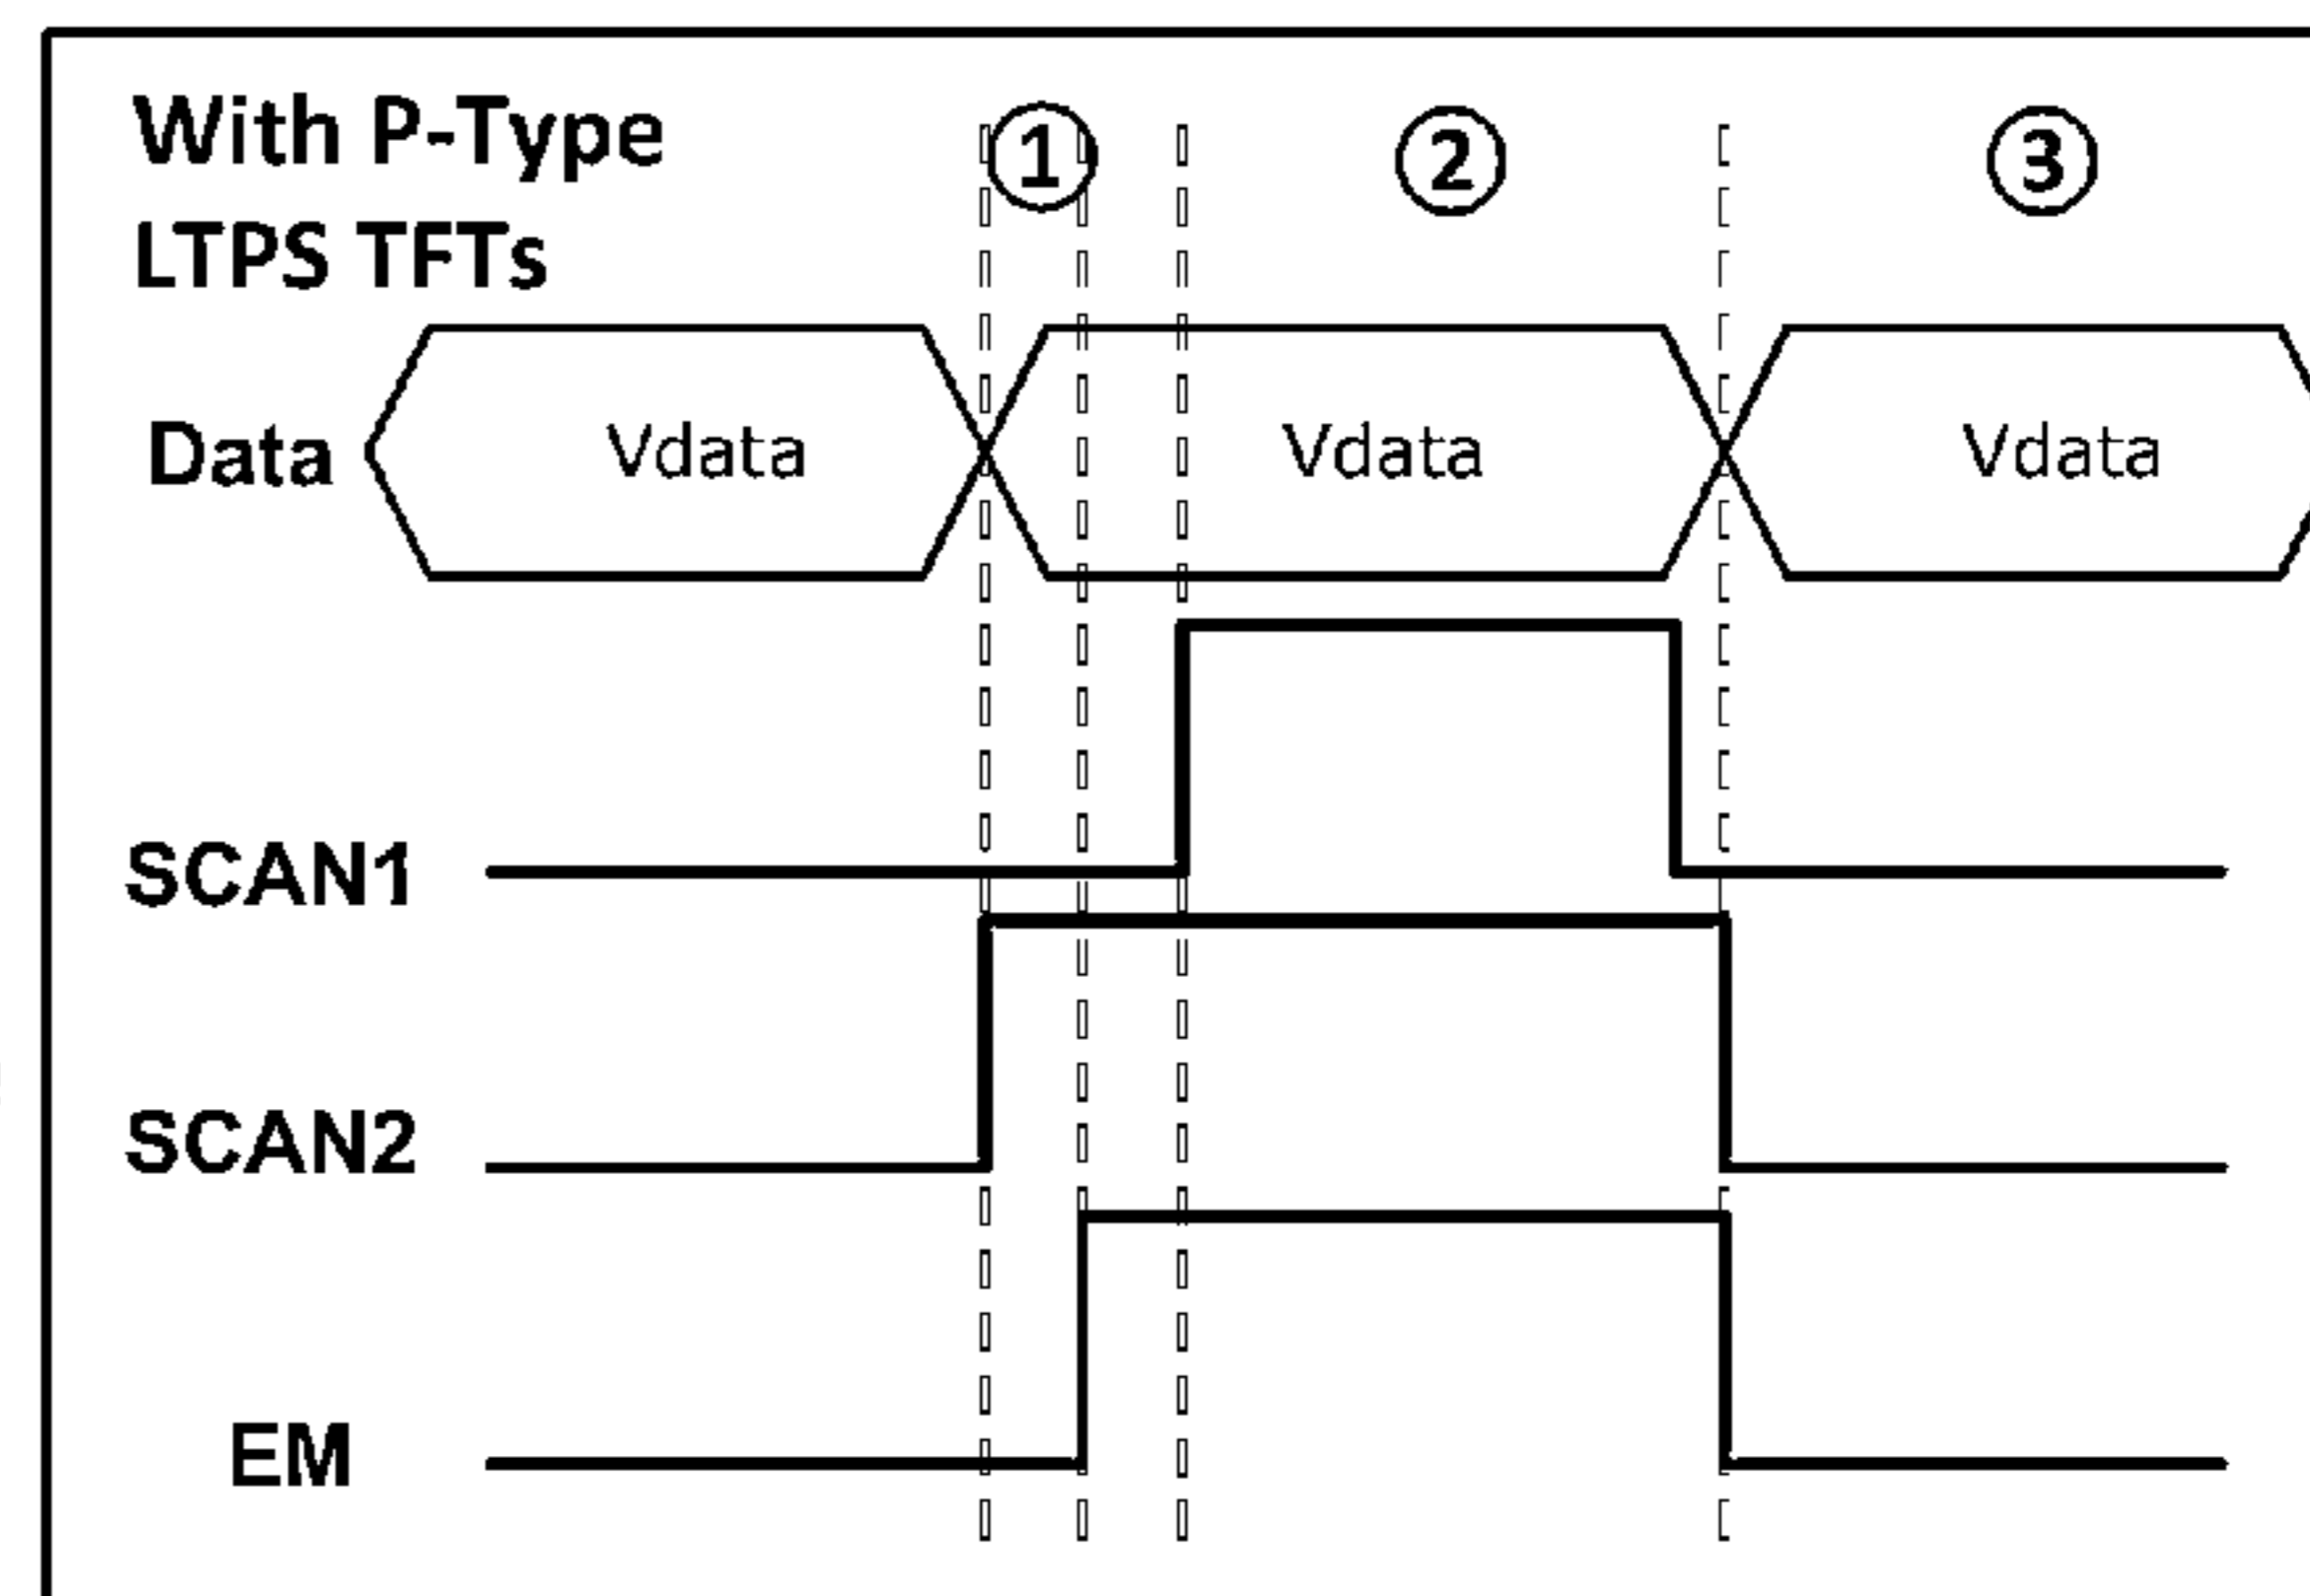 With P-Type
LTPS TFTs
① ② ③
Data Vdata Vdata Vdata
SCAN1
SCAN2
EM